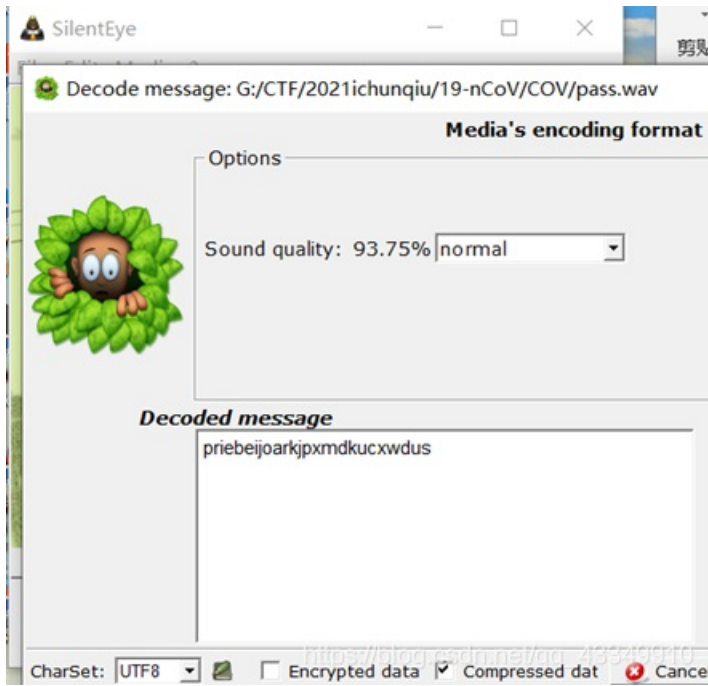 SilentEye
剪贴
Decode message: G:/CTF/2021ichunqiu/19-nCoV/COV/pass.wav
Media's encoding format
Options
Sound quality: 93.75% normal
Decoded message
priebeijoarkjpxmdkucxwdus
https://blog.csdn.net/qq_43349910
CharSet: UTF8 Encrypted data Compressed dat Cance